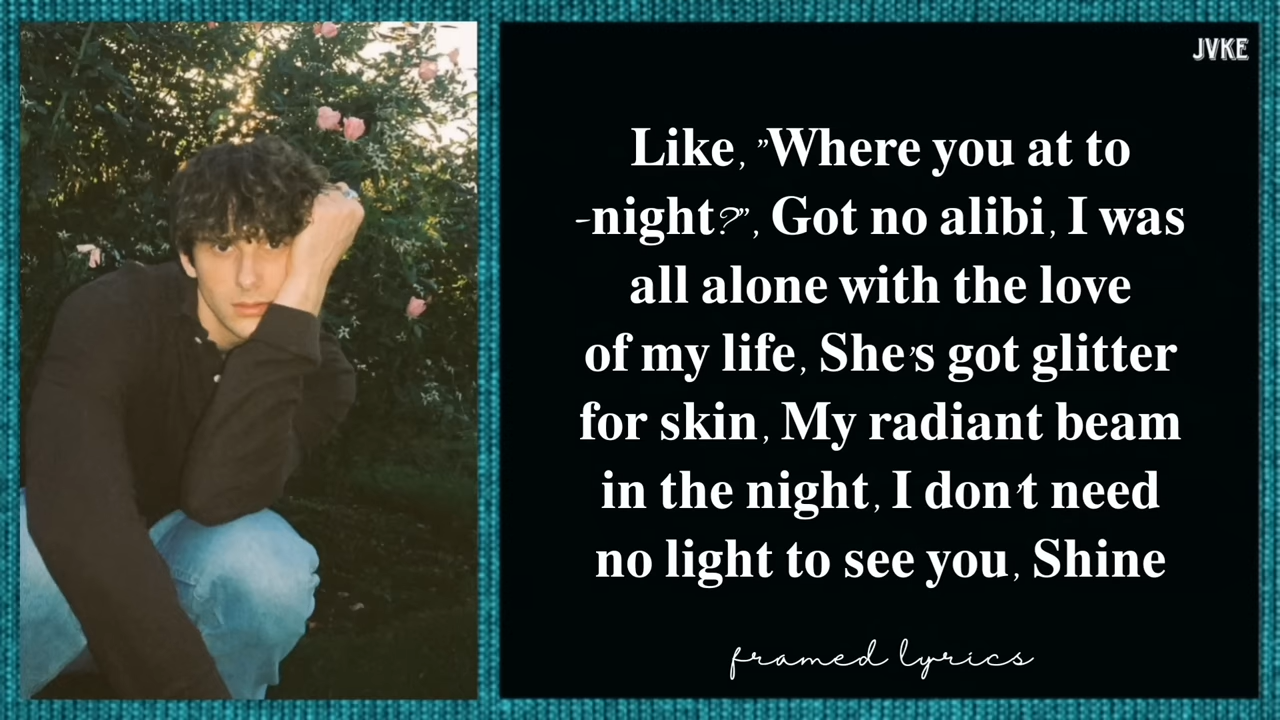 JVKE
Like, "Where you at to
-night?", Got no alibi, I was
all alone with the love
of my life, She's got glitter
for skin, My radiant beam
in the night, I don't need
no light to see you, Shine
framed lyrics